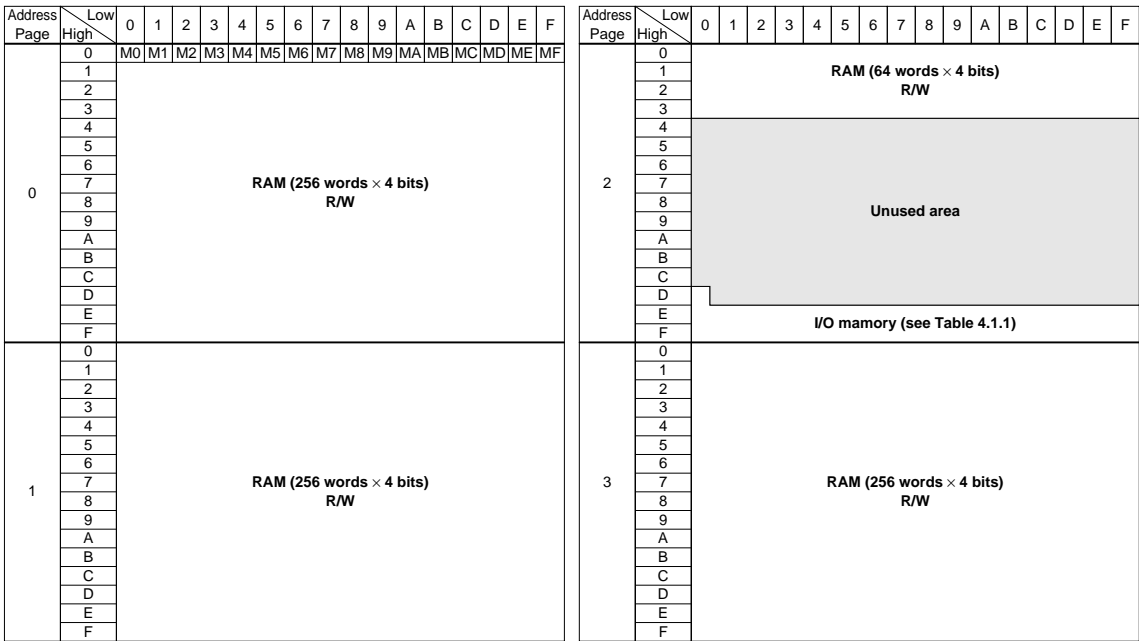 Address Page Low High 0 1 2 3 4 5 6 7 8 9 A B C D E F
0
0 M0 M1 M2 M3 M4 M5 M6 M7 M8 M9 MA MB MC MD ME MF
1
2
3
4
5
6
7
8
9
A
B
C
D
E
F
RAM (256 words × 4 bits)
R/W
1
0
1
2
3
4
5
6
7
8
9
A
B
C
D
E
F
RAM (256 words × 4 bits)
R/W
Address Page Low High 0 1 2 3 4 5 6 7 8 9 A B C D E F
2
0
1
2
3
4
5
6
7
8
9
A
B
C
D
E
F
RAM (64 words × 4 bits)
R/W
Unused area
I/O mamory (see Table 4.1.1)
3
0
1
2
3
4
5
6
7
8
9
A
B
C
D
E
F
RAM (256 words × 4 bits)
R/W